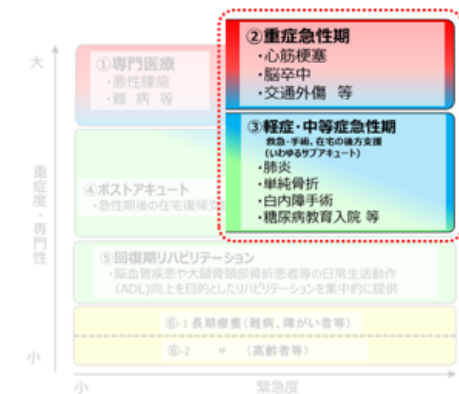 大
重症度・専門性
小
①専門医療
・悪性腫瘍
・難 病 等
②重症急性期
・心筋梗塞
・脳卒中
・交通外傷 等
③軽症・中等症急性期
救急・手術、在宅の後方支援
(いわゆるサブアキュート)
・肺炎
・単純骨折
・白内障手術
・糖尿病教育入院 等
④ポストアキュート
・急性期後の在宅復帰支
⑤回復期リハビリテーション
・脳血管疾患や大腿骨頚部骨折患者等の日常生活動作
(ADL)向上を目的としたリハビリテーションを集中的に提供
⑥-1 長期療養(難病、障がい者等)
⑥-2 〃 (高齢者等)
小
緊急度
大